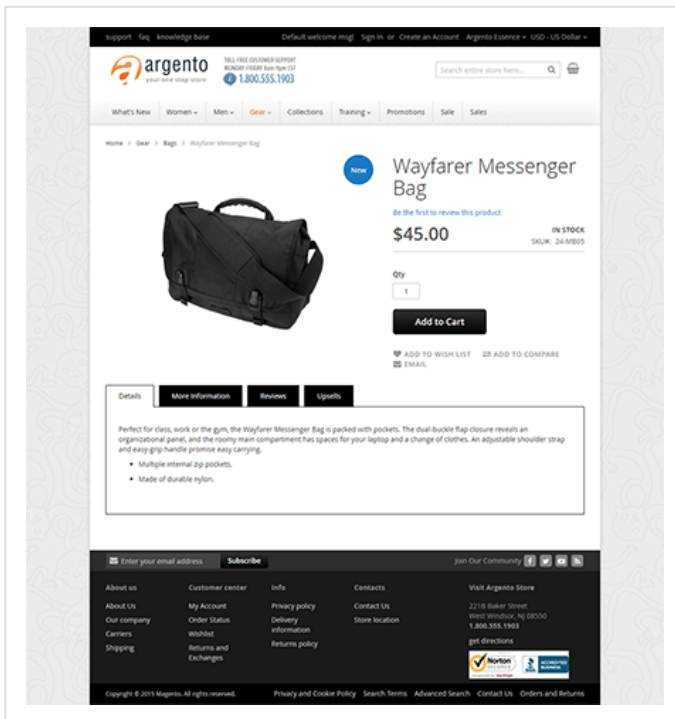 support faq knowledge base Default welcome msg! Sign In or Create an Account Argento Essence USD - US Dollar
argento
your one stop store
TOLL-FREE CUSTOMER SUPPORT
MONDAY-FRIDAY 8am-9pm CST
1.800.555.1903
Search entire store here...
What's New Women Men Gear Collections Training Promotions Sale Sales
Home > Gear > Bags > Wayfarer Messenger Bag
New
Wayfarer Messenger
Bag
Be the first to review this product
$45.00
IN STOCK
SKU#: 24-MB05
Qty
1
Add to Cart
ADD TO WISH LIST ADD TO COMPARE
EMAIL
Details More Information Reviews Upsells
Perfect for class, work or the gym, the Wayfarer Messenger Bag is packed with pockets. The dual-buckle flap closure reveals an
organizational panel, and the roomy main compartment has spaces for your laptop and a change of clothes. An adjustable shoulder strap
and easy-grip handle promise easy carrying.
• Multiple internal zip pockets.
• Made of durable nylon.
Enter your email address Subscribe Join Our Community
About us Customer center Info Contacts Visit Argento Store
About Us
Our company
Carriers
Shipping
My Account
Order Status
Wishlist
Returns and
Exchanges
Privacy policy
Delivery
information
Returns policy
Contact Us
Store location
221B Baker Street
West Windsor, NJ 08550
1.800.555.1903
get directions
Norton
SECURED
powered by VeriSign
BBB
ACCREDITED
BUSINESS
Copyright © 2015 Magento. All rights reserved. Privacy and Cookie Policy Search Terms Advanced Search Contact Us Orders and Returns